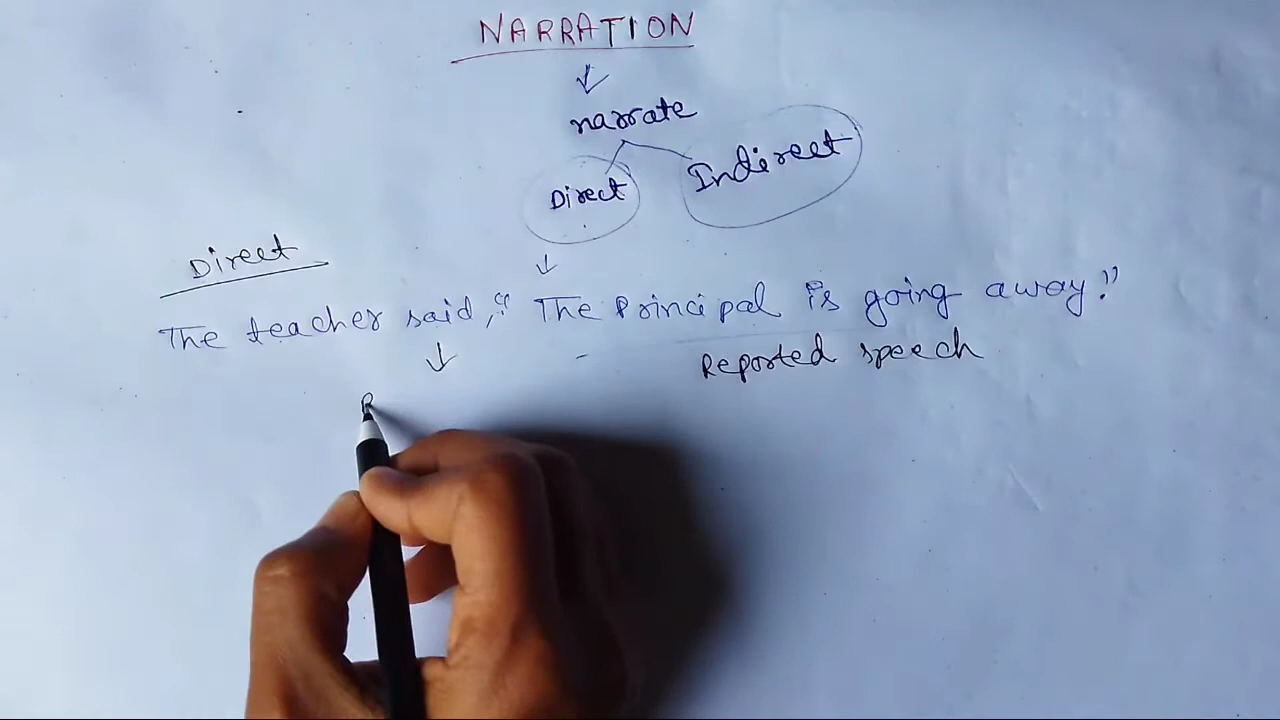 NARRATION
narrate
Direct Indirect
Direct
The teacher said, “The Principal is going away.”
Reported speech
R